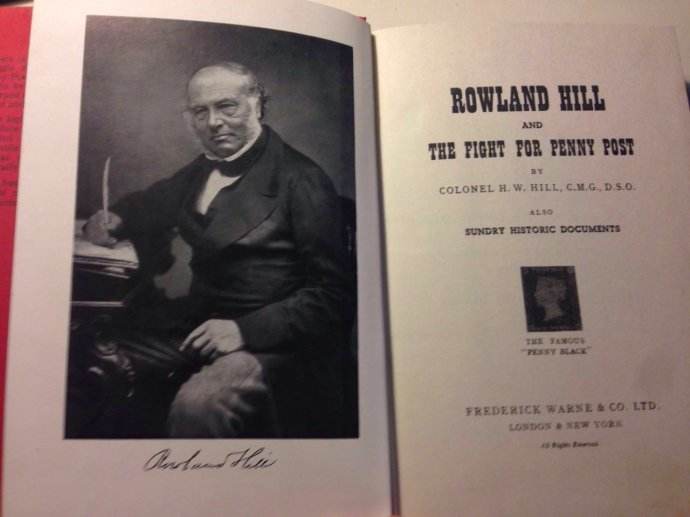 Rowland Hill
ROWLAND HILL
AND
THE FIGHT FOR PENNY POST
BY
COLONEL H. W. HILL, C.M.G., D.S.O.
ALSO
SUNDRY HISTORIC DOCUMENTS
THE FAMOUS
"PENNY BLACK"
FREDERICK WARNE & CO. LTD.
LONDON & NEW YORK
All Rights Reserved